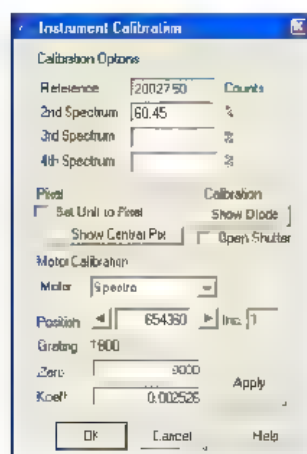 Instrument Calibration
Calibration Options
Reference 2002750 Counts
2nd Spectrum 60.45 %
3rd Spectrum %
4th Spectrum %
Pixel Calibration
Set Unit to Pixel Show Diode
Show Central Pix Open Shutter
Motor Calibration
Motor Spectro
Position 654360 Inc. 1
Grating 1800
Zero 9000
Koeff 0.002526 Apply
OK Cancel Help